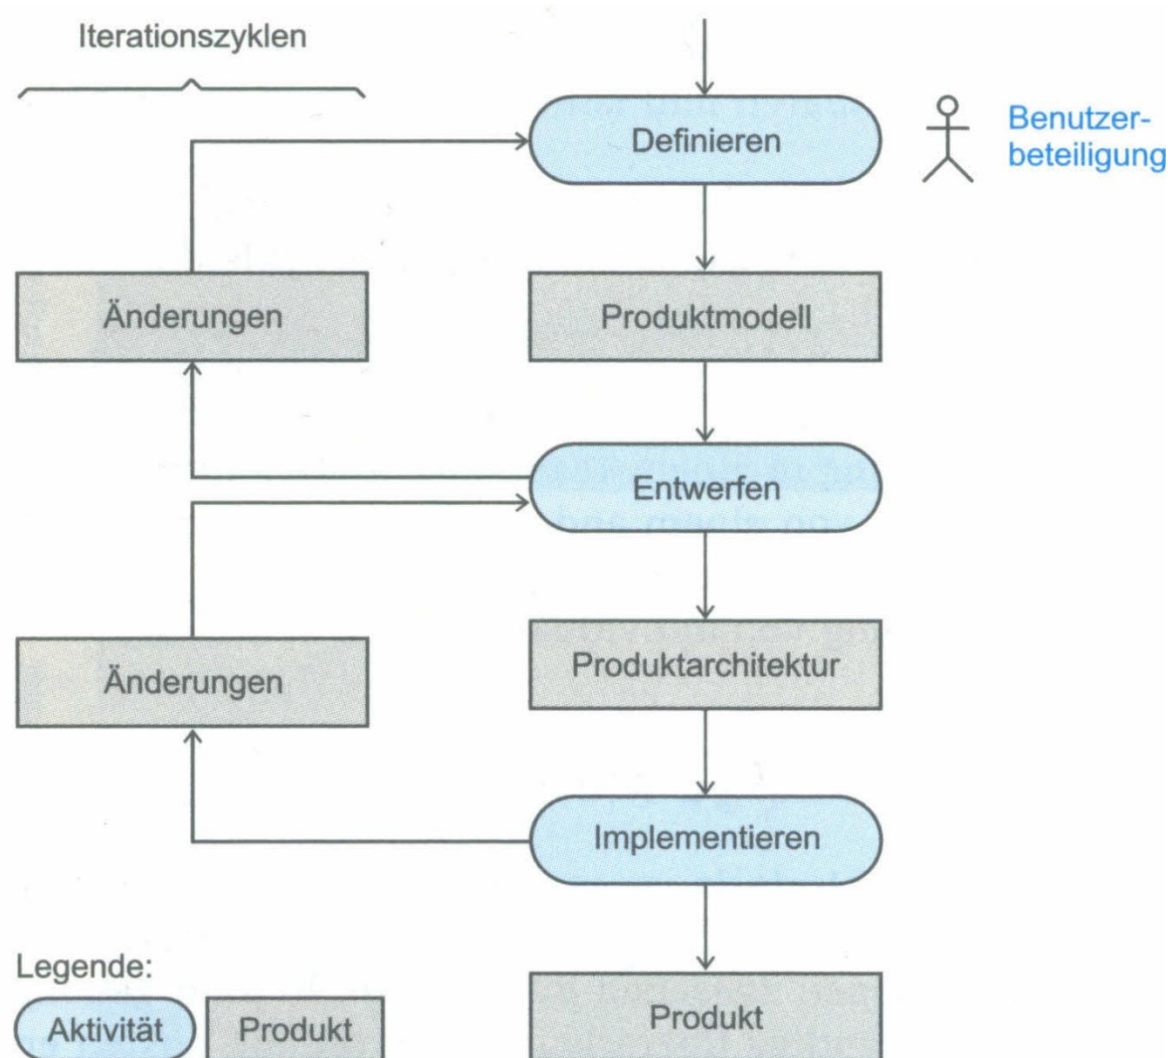 Iterationszyklen
Definieren
Benutzer-
beteiligung
Änderungen
Produktmodell
Entwerfen
Änderungen
Produktarchitektur
Implementieren
Legende:
Aktivität
Produkt
Produkt